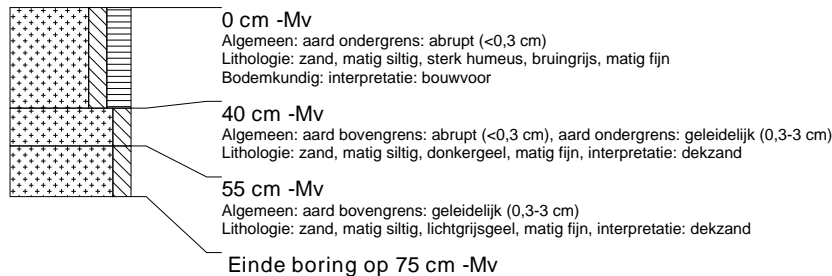 0 cm -Mv
Algemeen: aard ondergrens: abrupt (<0,3 cm)
Lithologie: zand, matig siltig, sterk humeus, bruingrijs, matig fijn
Bodemkundig: interpretatie: bouwvoor
40 cm -Mv
Algemeen: aard bovengrens: abrupt (<0,3 cm), aard ondergrens: geleidelijk (0,3-3 cm)
Lithologie: zand, matig siltig, donkergeel, matig fijn, interpretatie: dekzand
55 cm -Mv
Algemeen: aard bovengrens: geleidelijk (0,3-3 cm)
Lithologie: zand, matig siltig, lichtgrijsgeel, matig fijn, interpretatie: dekzand
Einde boring op 75 cm -Mv